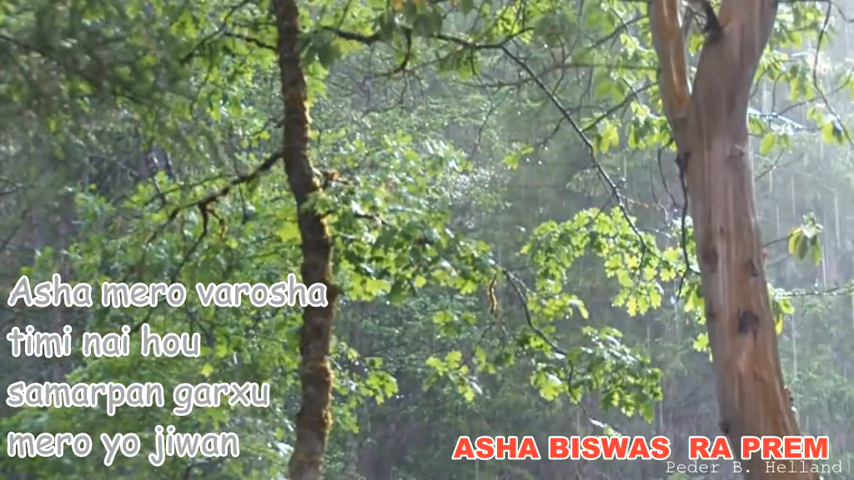 Asha mero varosha
timi nai hou
samarpan garxu
mero yo jiwan
ASHA BISWAS RA PREM
Peder B. Helland